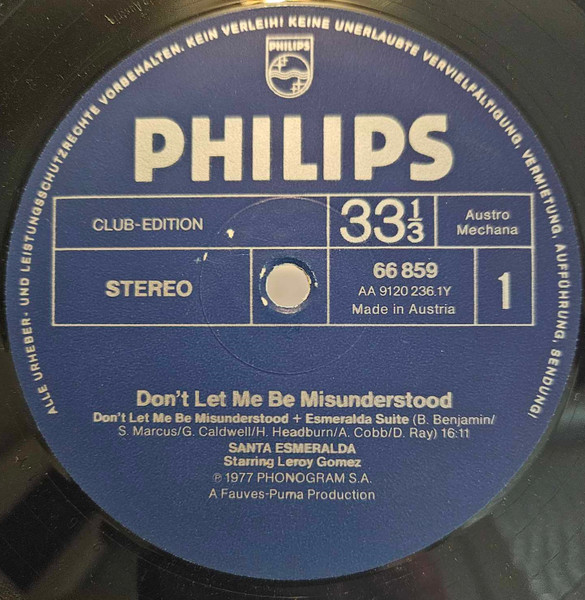 ALLE URHEBER- UND LEISTUNGSSCHUTZRECHTE VORBEHALTEN. KEIN VERLEIH! KEINE UNERLAUBTE VERVIELFÄLTIGUNG, VERMIETUNG, AUFFÜHRUNG, SENDUNG!
PHILIPS
PHILIPS
CLUB-EDITION
33 1/3
Austro
Mechana
STEREO
66 859
AA 9120 236.1Y
Made in Austria
1
Don't Let Me Be Misunderstood
Don't Let Me Be Misunderstood + Esmeralda Suite (B. Benjamin/
S. Marcus/G. Caldwell/H. Headburn/A. Cobb/D. Ray) 16:11
SANTA ESMERALDA
Starring Leroy Gomez
℗ 1977 PHONOGRAM S.A.
A Fauves-Puma Production